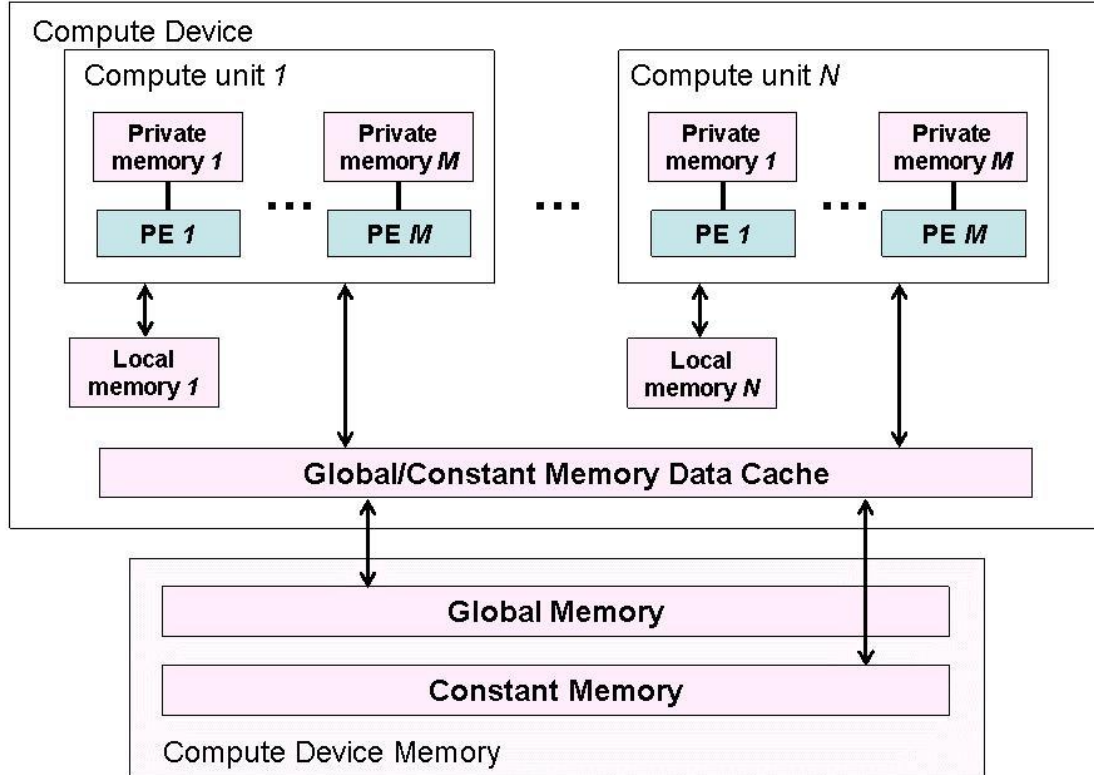 Compute Device
Compute unit 1
Compute unit N
Private
memory 1
Private
memory M
Private
memory 1
Private
memory M
...
...
...
PE 1
PE M
PE 1
PE M
Local
memory 1
Local
memory N
Global/Constant Memory Data Cache
Global Memory
Constant Memory
Compute Device Memory